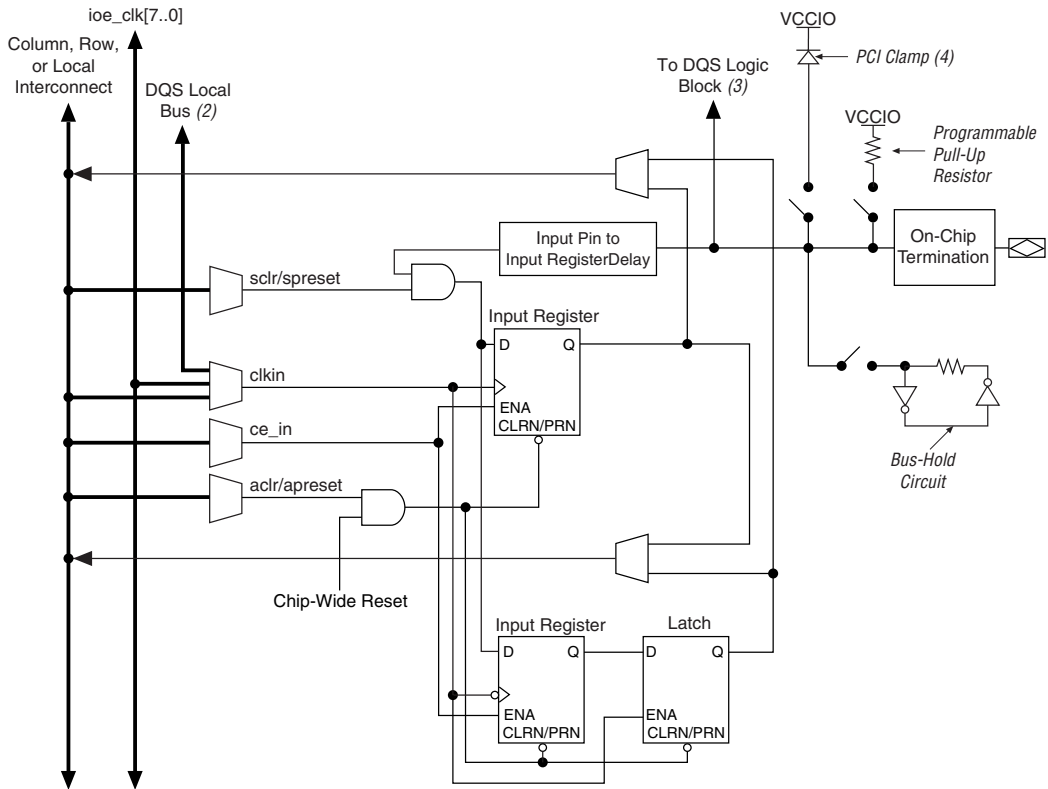 ioe_clk[7..0]
Column, Row,
or Local
Interconnect
DQS Local
Bus (2)
To DQS Logic
Block (3)
VCCIO
PCI Clamp (4)
VCCIO
Programmable
Pull-Up
Resistor
Input Pin to
Input RegisterDelay
On-Chip
Termination
sclr/spreset
Input Register
D
Q
clkin
ENA
CLRN/PRN
ce_in
aclr/apreset
Bus-Hold
Circuit
Chip-Wide Reset
Input Register
D
Q
ENA
CLRN/PRN
Latch
D
Q
ENA
CLRN/PRN